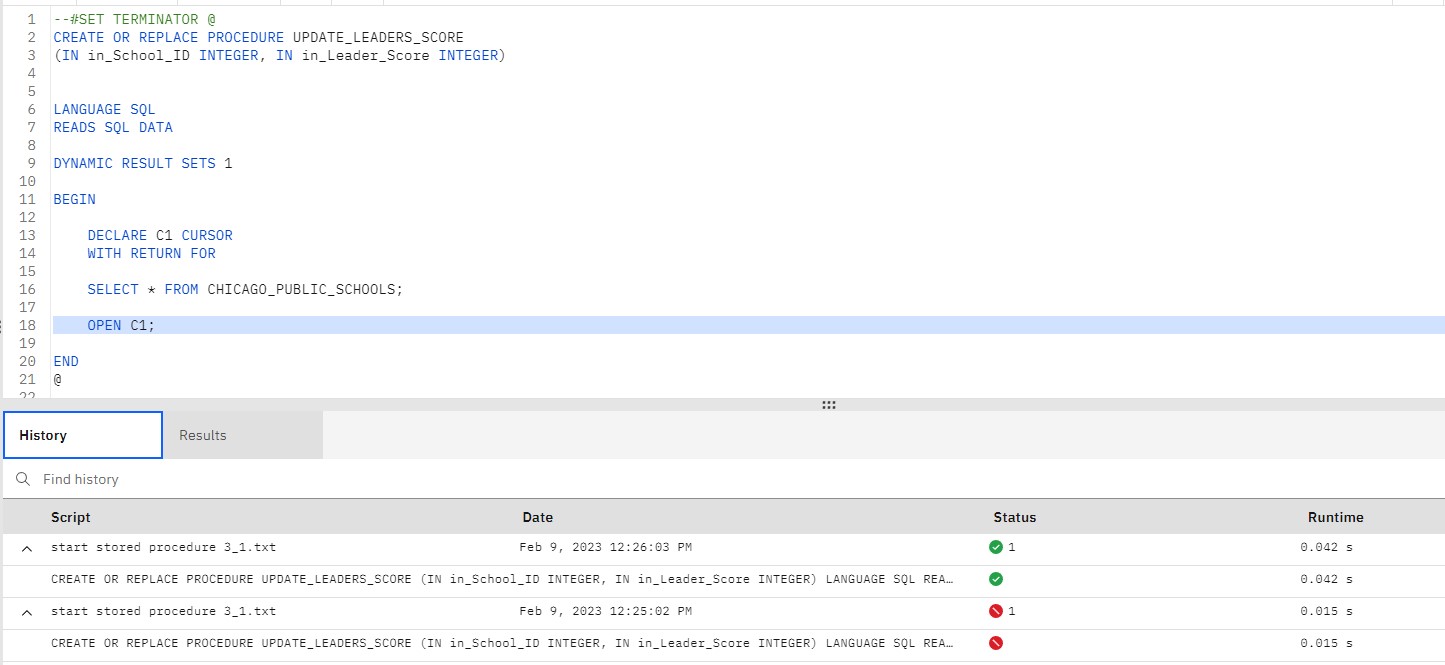 1 --#SET TERMINATOR @
2 CREATE OR REPLACE PROCEDURE UPDATE_LEADERS_SCORE
3 (IN in_School_ID INTEGER, IN in_Leader_Score INTEGER)
4
5
6 LANGUAGE SQL
7 READS SQL DATA
8
9 DYNAMIC RESULT SETS 1
10
11 BEGIN
12
13 DECLARE C1 CURSOR
14 WITH RETURN FOR
15
16 SELECT * FROM CHICAGO_PUBLIC_SCHOOLS;
17
18 OPEN C1;
19
20 END
21 @
22
History Results
Find history
Script Date Status Runtime
start stored procedure 3_1.txt Feb 9, 2023 12:26:03 PM 1 0.042 s
CREATE OR REPLACE PROCEDURE UPDATE_LEADERS_SCORE (IN in_School_ID INTEGER, IN in_Leader_Score INTEGER) LANGUAGE SQL REA… 0.042 s
start stored procedure 3_1.txt Feb 9, 2023 12:25:02 PM 1 0.015 s
CREATE OR REPLACE PROCEDURE UPDATE_LEADERS_SCORE (IN in_School_ID INTEGER, IN in_Leader_Score INTEGER) LANGUAGE SQL REA… 0.015 s